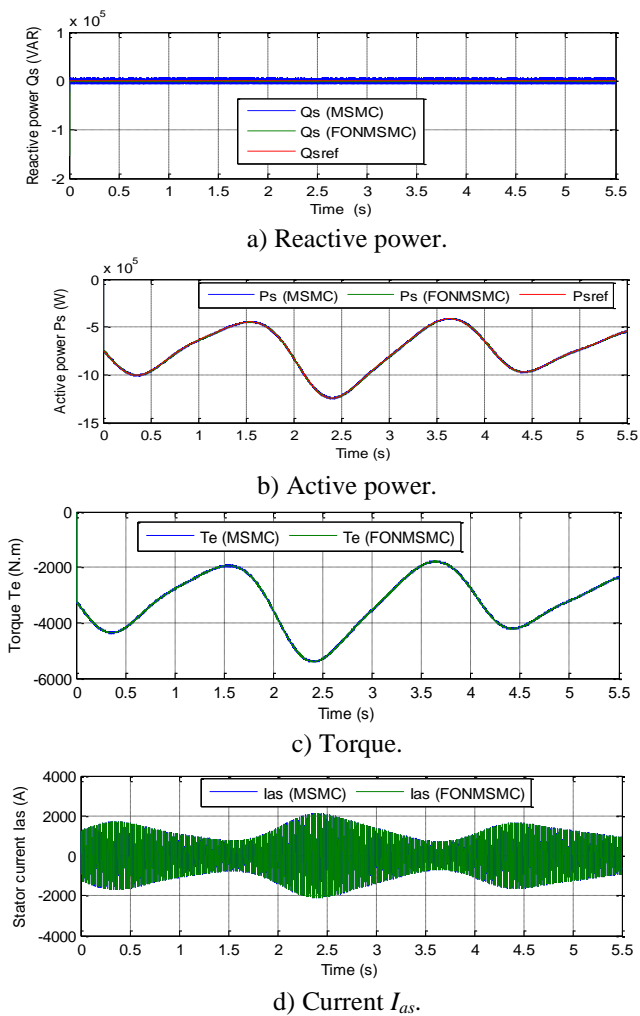 x 10^5
1
0
-1
-2
Reactive power Qs (VAR)
Qs (MSMC)
Qs (FONMSMC)
Qsref
0 0.5 1 1.5 2 2.5 3 3.5 4 4.5 5 5.5
Time (s)
a) Reactive power.
x 10^5
0
-5
-10
-15
Active power Ps (W)
Ps (MSMC) Ps (FONMSMC) Psref
0 0.5 1 1.5 2 2.5 3 3.5 4 4.5 5 5.5
Time (s)
b) Active power.
0
-2000
-4000
-6000
Torque Te (N.m)
Te (MSMC) Te (FONMSMC)
0 0.5 1 1.5 2 2.5 3 3.5 4 4.5 5 5.5
Time (s)
c) Torque.
4000
2000
0
-2000
-4000
Stator current Ias (A)
Ias (MSMC) Ias (FONMSMC)
0 0.5 1 1.5 2 2.5 3 3.5 4 4.5 5 5.5
Time (s)
d) Current Ias.